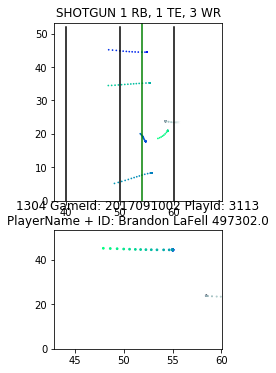 SHOTGUN 1 RB, 1 TE, 3 WR
50
40
30
20
10
0
40 50 60
1304 GameId: 2017091002 PlayId: 3113
PlayerName + ID: Brandon LaFell 497302.0
40
20
0
45 50 55 60